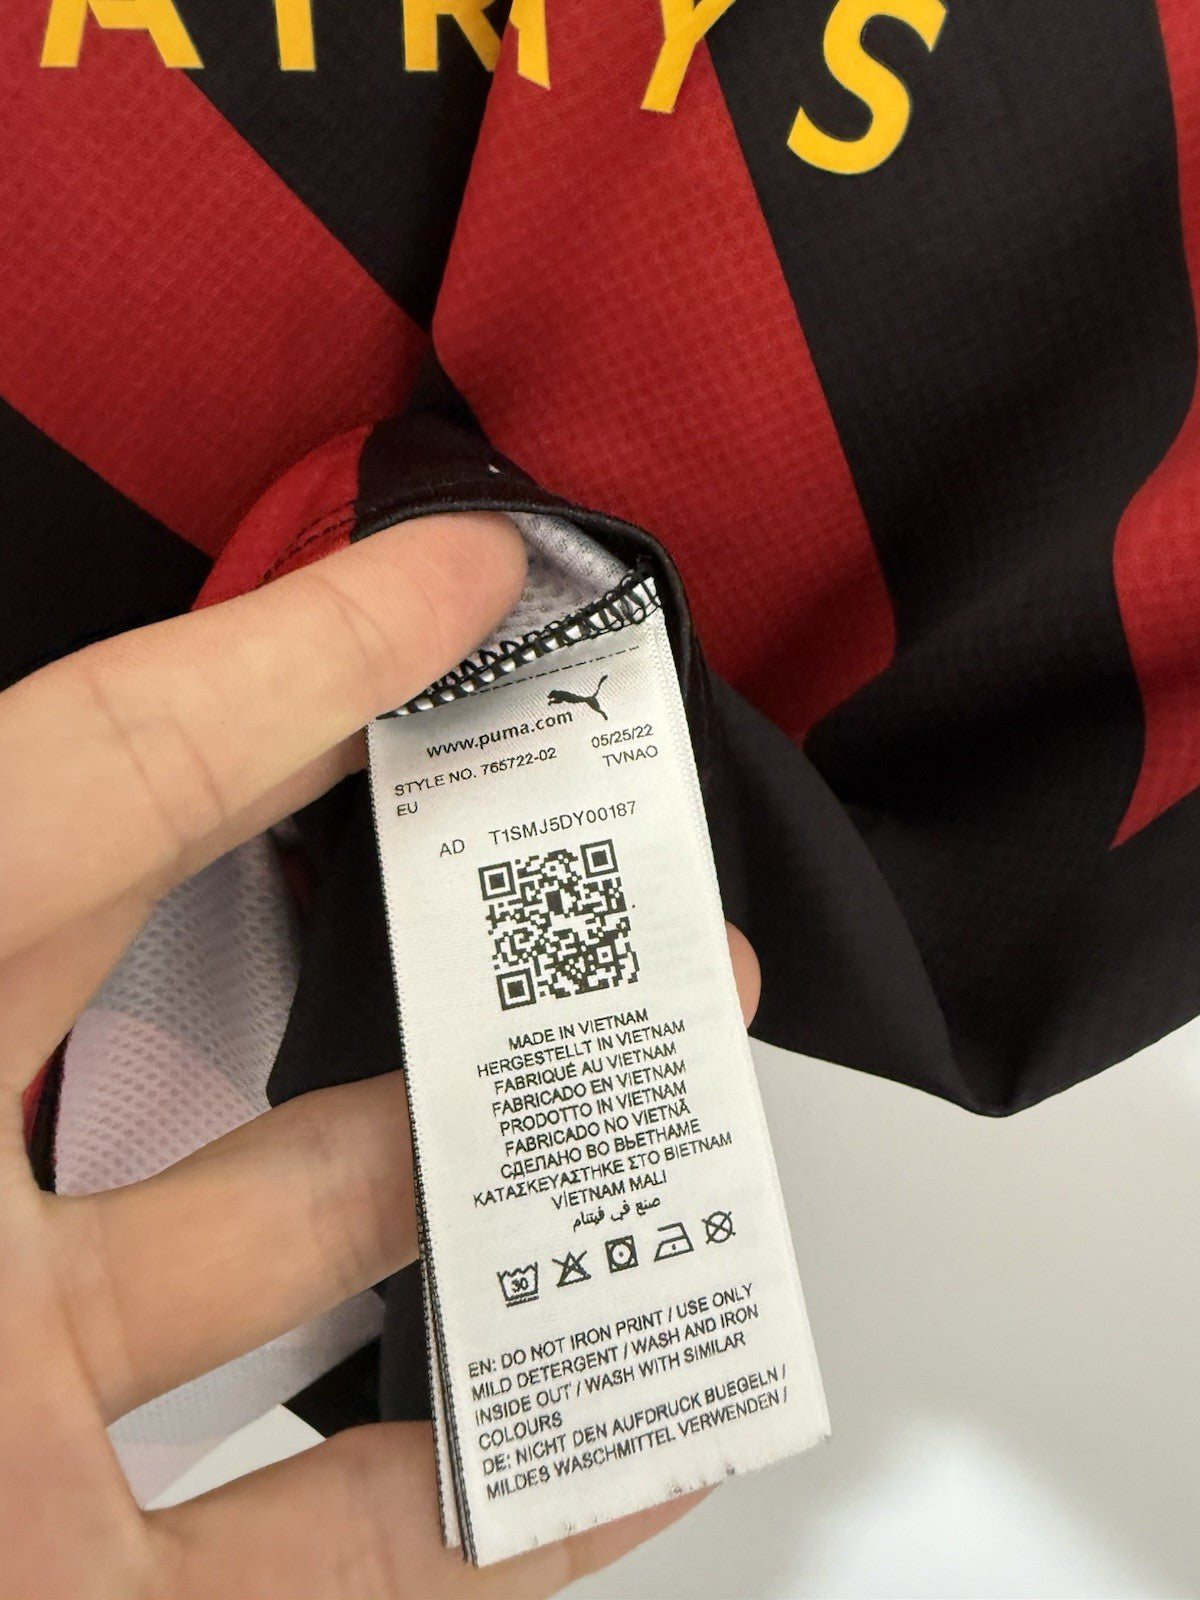 AIRYS
www.puma.com
STYLE NO. 765722-02 05/25/22
EU TVNAO
AD T1SMJ5DY00187
MADE IN VIETNAM
HERGESTELLT IN VIETNAM
FABRIQUÉ AU VIETNAM
FABRICADO EN VIETNAM
PRODOTTO IN VIETNAM
FABRICADO NO VIETNÃ
СДЕЛАНО ВО ВЬЕТНАМЕ
ΚΑΤΑΣΚΕΥΑΣΤΗΚΕ ΣΤΟ ΒΙΕΤΝΑΜ
VIETNAM MALI
صنع في فيتنام
30
EN: DO NOT IRON PRINT / USE ONLY
MILD DETERGENT / WASH AND IRON
INSIDE OUT / WASH WITH SIMILAR
COLOURS
DE: NICHT DEN AUFDRUCK BUEGELN /
MILDES WASCHMITTEL VERWENDEN /